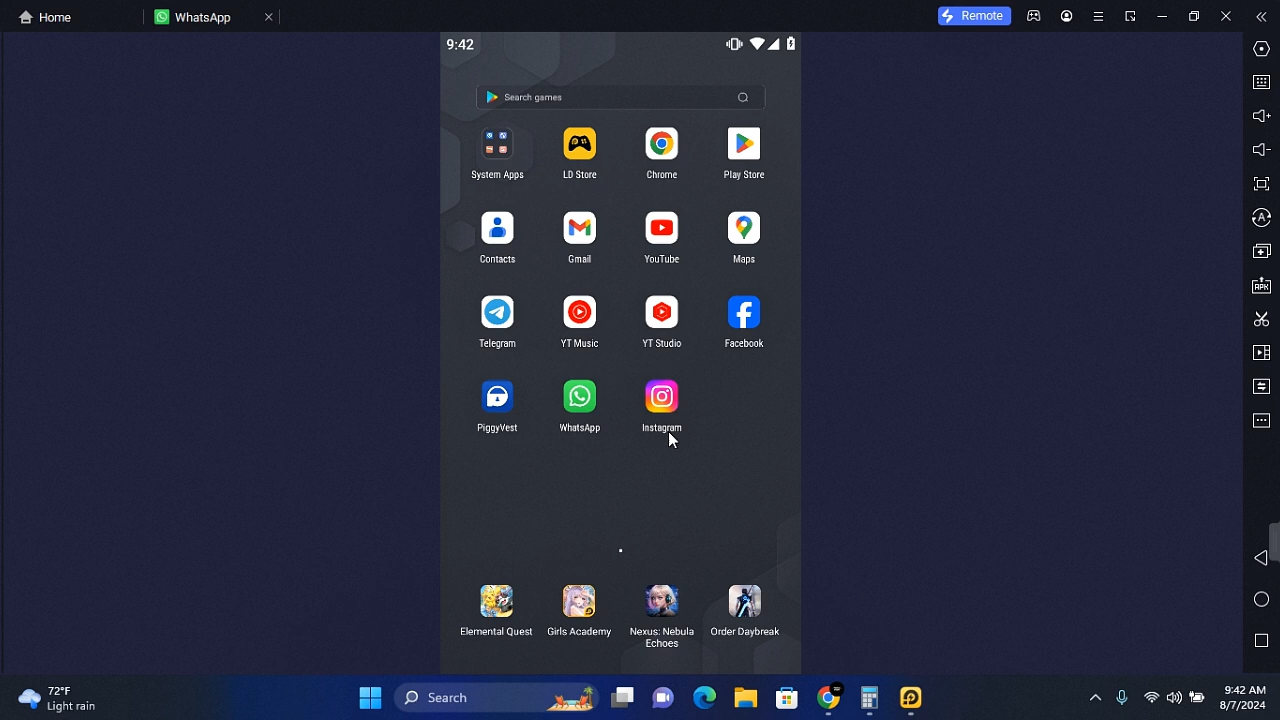 Home
WhatsApp
Remote
9:42
Search games
System Apps
LD Store
Chrome
Play Store
Contacts
Gmail
YouTube
Maps
Telegram
YT Music
YT Studio
Facebook
PiggyVest
WhatsApp
Instagram
Elemental Quest
Girls Academy
Nexus: Nebula
Echoes
Order Daybreak
APK
72°F
Light rain
Search
9:42 AM
8/7/2024